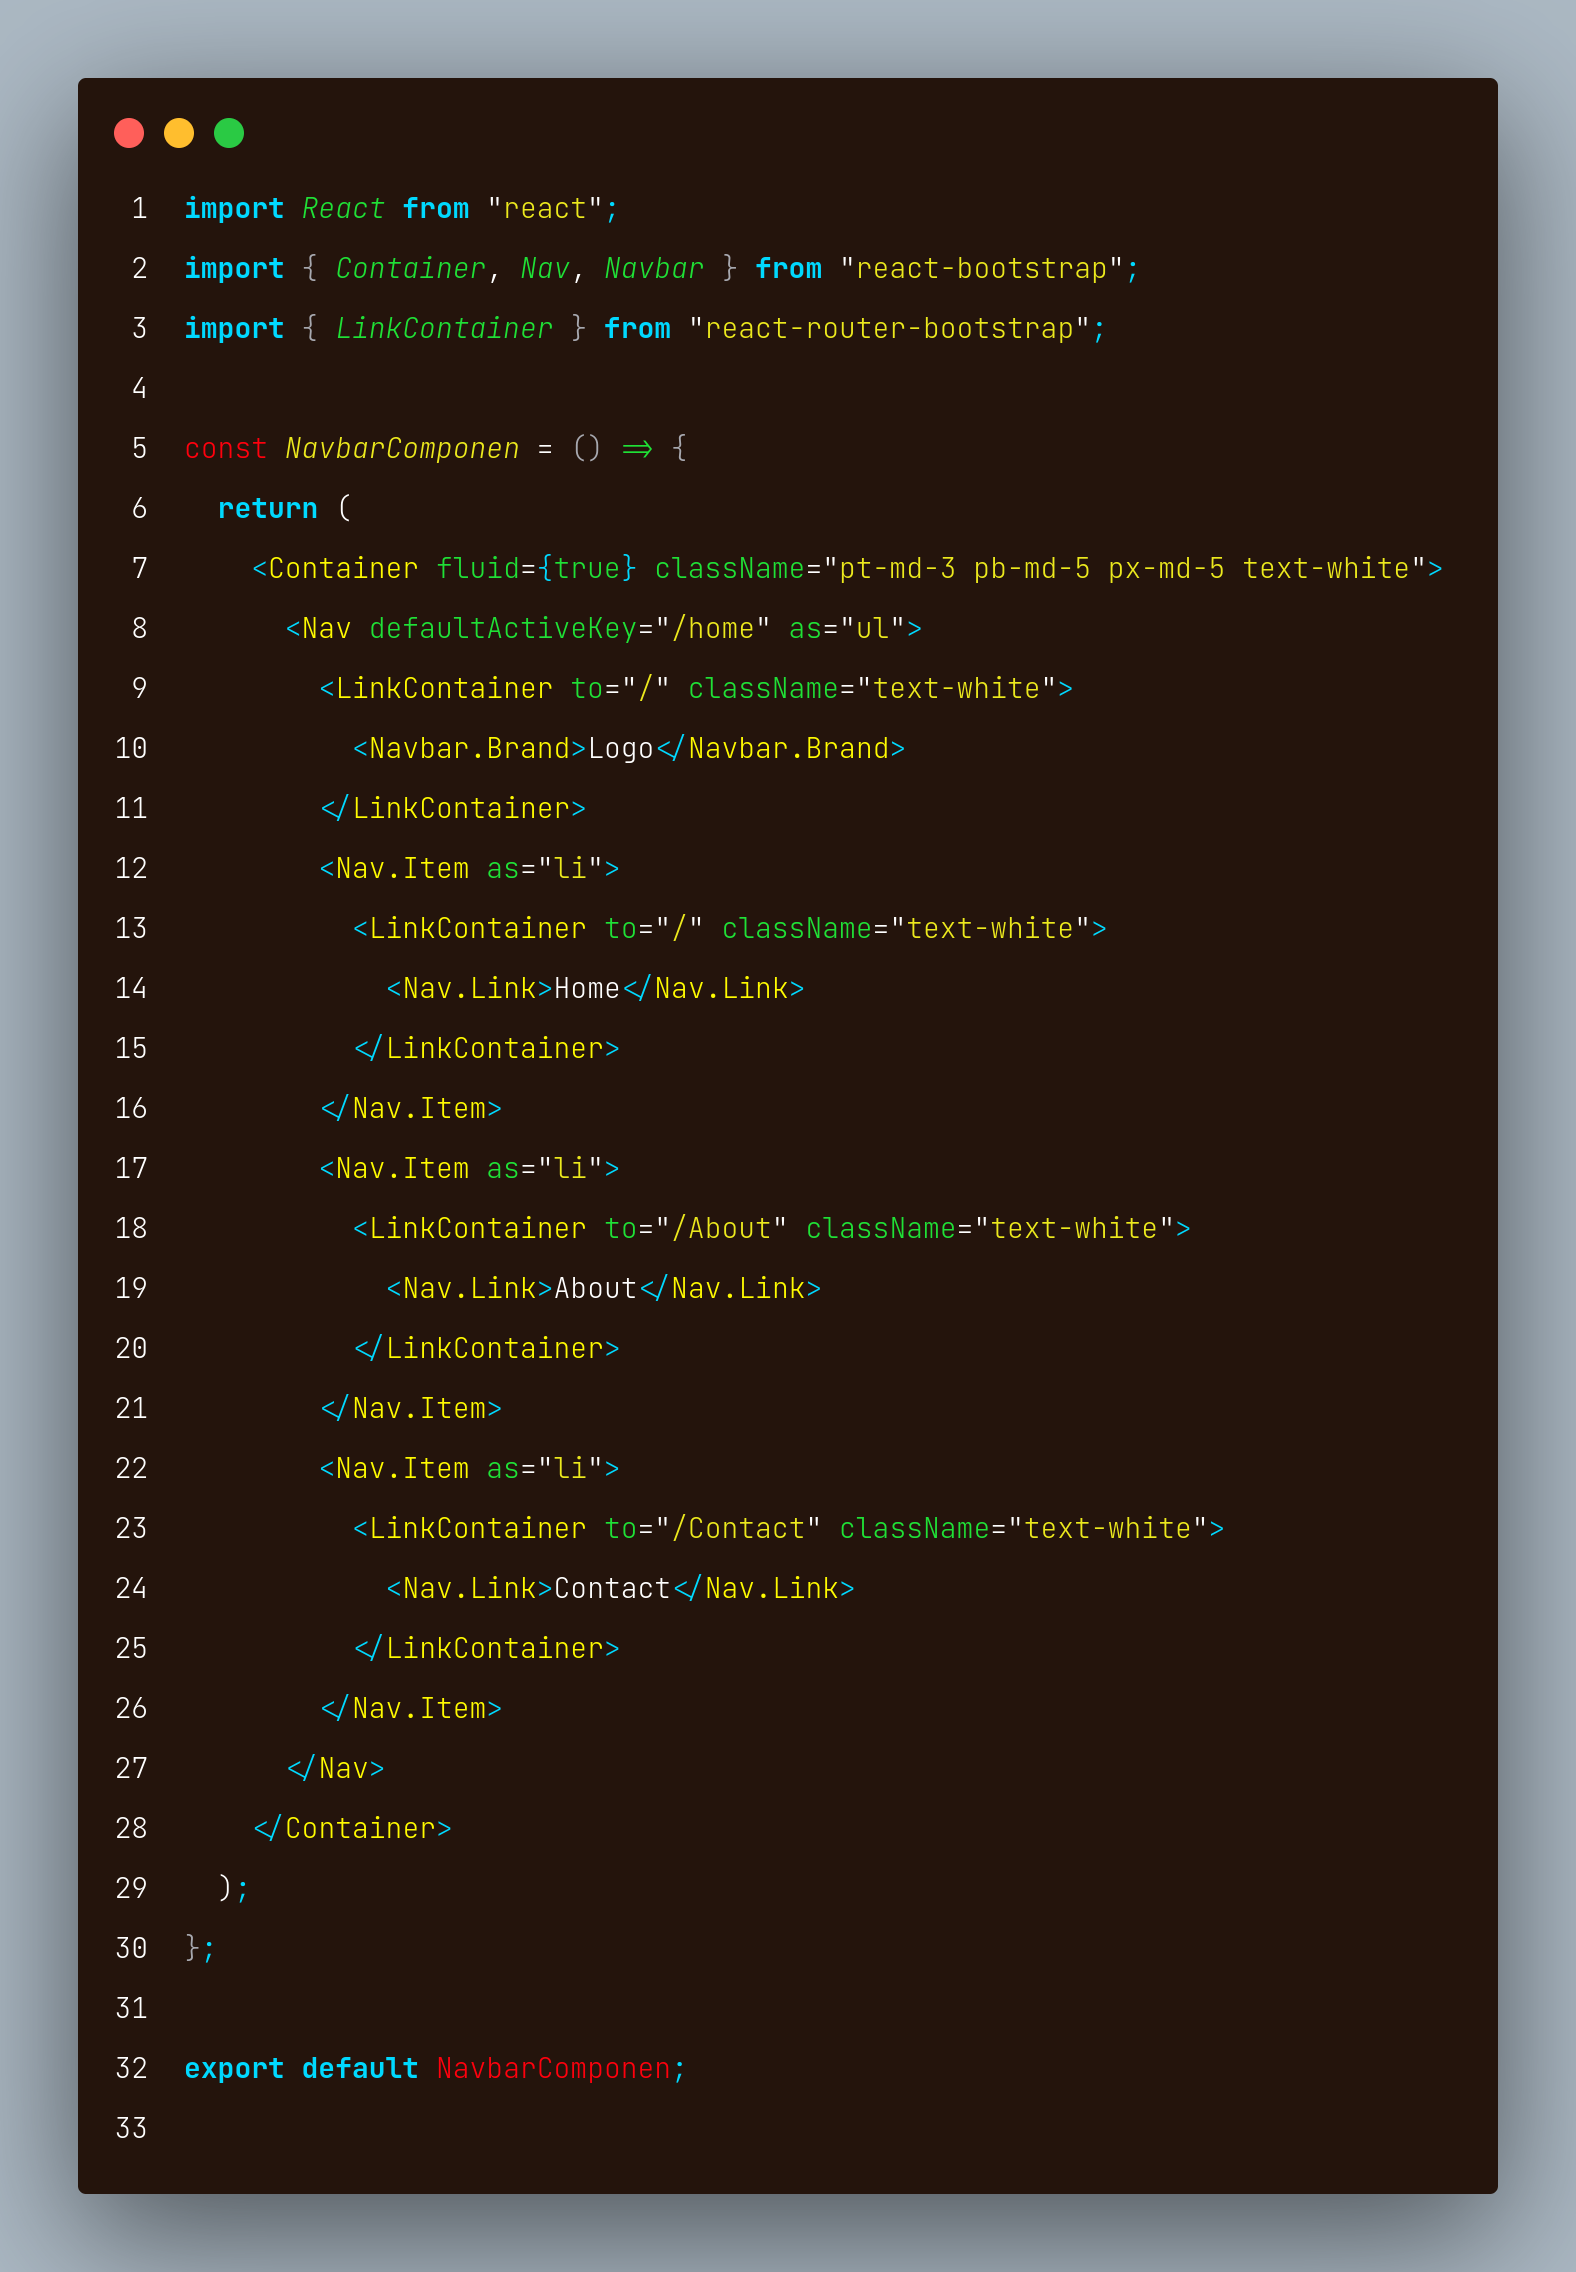 1 import React from "react";
2 import { Container, Nav, Navbar } from "react-bootstrap";
3 import { LinkContainer } from "react-router-bootstrap";
4
5 const NavbarComponen = () => {
6   return (
7     <Container fluid={true} className="pt-md-3 pb-md-5 px-md-5 text-white">
8       <Nav defaultActiveKey="/home" as="ul">
9         <LinkContainer to="/" className="text-white">
10           <Navbar.Brand>Logo</Navbar.Brand>
11         </LinkContainer>
12         <Nav.Item as="li">
13           <LinkContainer to="/" className="text-white">
14             <Nav.Link>Home</Nav.Link>
15           </LinkContainer>
16         </Nav.Item>
17         <Nav.Item as="li">
18           <LinkContainer to="/About" className="text-white">
19             <Nav.Link>About</Nav.Link>
20           </LinkContainer>
21         </Nav.Item>
22         <Nav.Item as="li">
23           <LinkContainer to="/Contact" className="text-white">
24             <Nav.Link>Contact</Nav.Link>
25           </LinkContainer>
26         </Nav.Item>
27       </Nav>
28     </Container>
29   );
30 };
31
32 export default NavbarComponen;
33